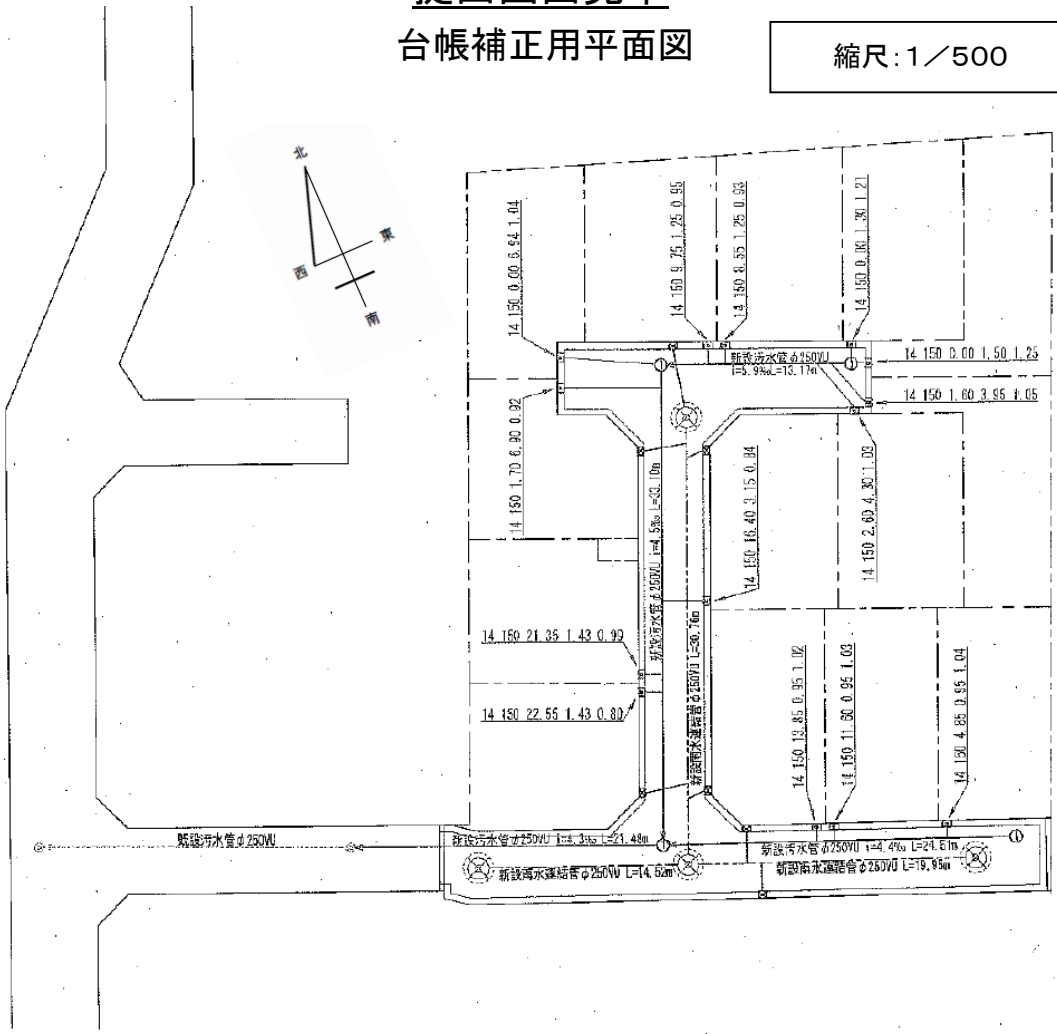 台帳補正用平面図
縮尺:1／500
北
東
西
南
14 150 0.00 6.94 1.04
14 150 9.75 1.25 0.95
14 150 8.55 1.25 0.93
14 150 0.00 1.30 1.21
新設汚水管φ250VU
i=5.9‰L=13.17m
14 150 0.00 1.50 1.25
14 150 1.60 3.95 1.05
14 150 1.70 6.90 0.92
新設汚水管φ250VU i=4.5‰ L=33.10m
14 150 16.40 3.15 0.84
14 150 2.60 4.30 1.03
14 150 21.35 1.43 0.99
14 150 22.55 1.43 0.80
新設雨水連結管φ250VU L=30.76m
14 150 13.85 0.95 1.02
14 150 11.60 0.95 1.03
14 150 4.85 0.95 1.04
既設汚水管φ250VU
新設汚水管φ250VU i=4.3‰ L=21.48m
新設汚水管φ250VU i=4.4‰ L=24.51m
新設雨水連結管φ250VU L=14.52m
新設雨水連結管φ250VU L=19.95m